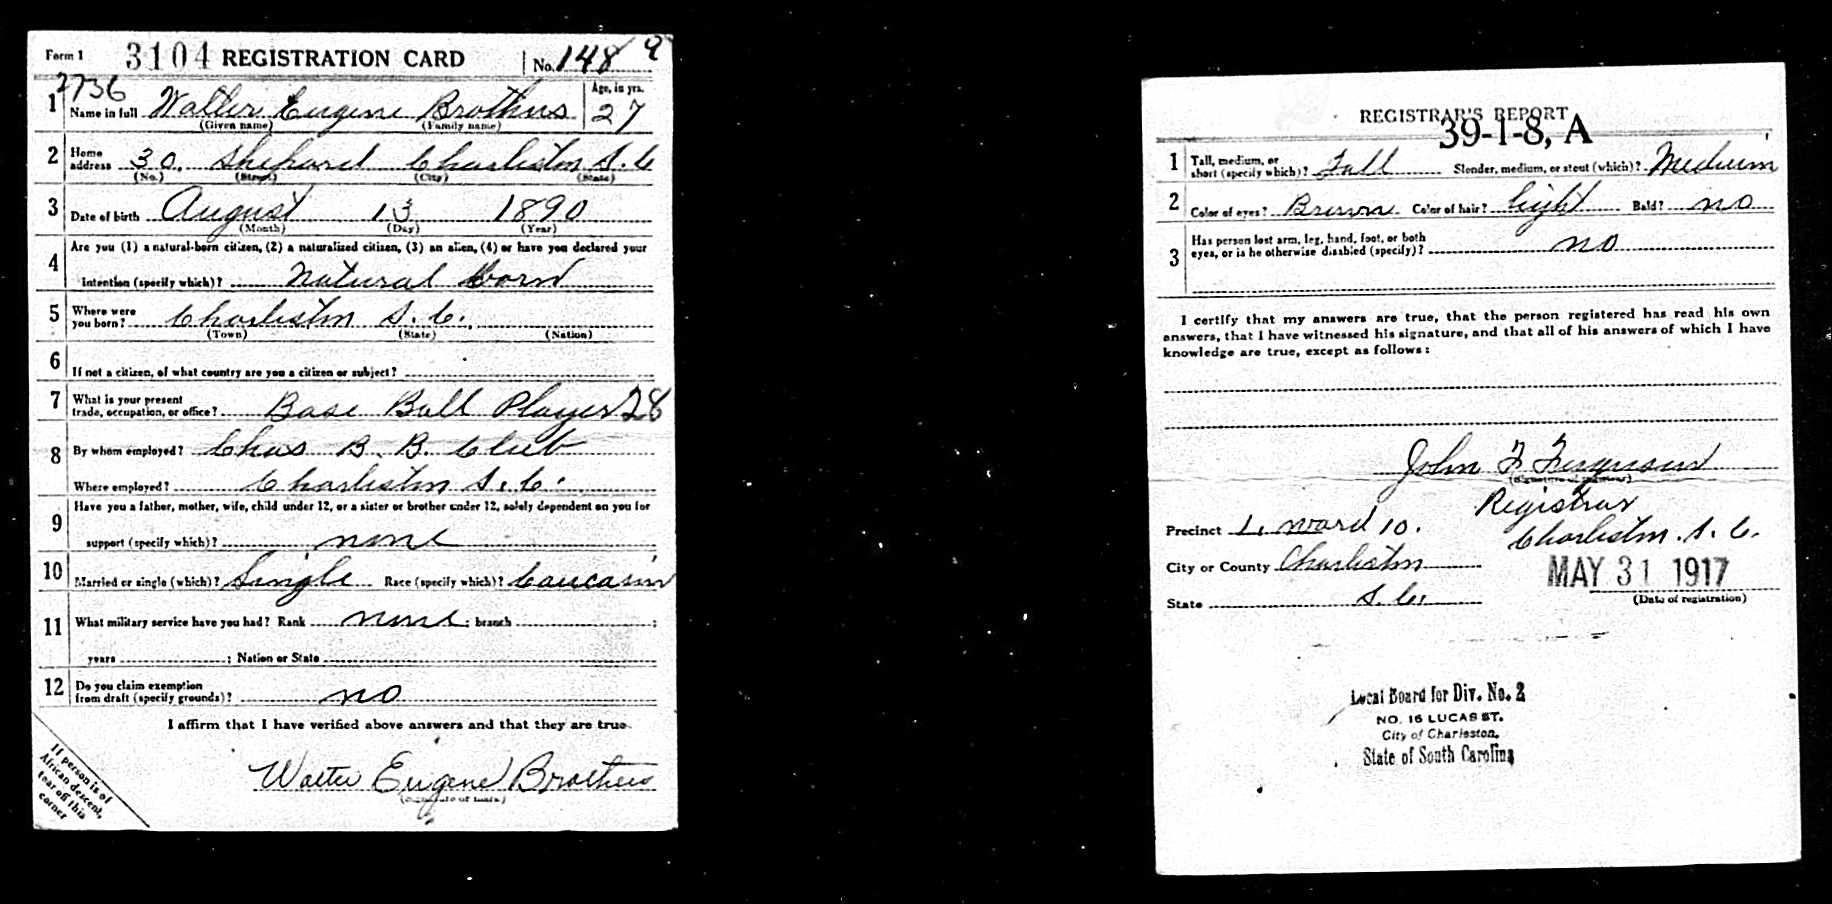 Form 1 3104 REGISTRATION CARD No. 148 9
2736
1 Name in full Walter Eugene Brothers Age, in yrs. 27
(Given name) (Family name)
2 Home address 30. Shepard Charleston S. C
(No.) (Street) (City) (State)
3 Date of birth August 13 1890
(Month) (Day) (Year)
4 Are you (1) a natural-born citizen, (2) a naturalized citizen, (3) an alien, (4) or have you declared your
intention (specify which)? Natural Born
5 Where were you born? Charleston S. C.
(Town) (State) (Nation)
6 If not a citizen, of what country are you a citizen or subject?
7 What is your present trade, occupation, or office? Base Ball Player 28
8 By whom employed? Chas B. B. Club
Where employed? Charleston S. C.
9 Have you a father, mother, wife, child under 12, or a sister or brother under 12, solely dependent on you for
support (specify which)? none
10 Married or single (which)? Single Race (specify which)? Caucasin
11 What military service have you had? Rank none ; branch ;
years ; Nation or State
12 Do you claim exemption from draft (specify grounds)? no
I affirm that I have verified above answers and that they are true.
Walter Eugene Brothers
(Signature or mark)
If person is of
African descent,
tear off this
corner
REGISTRAR'S REPORT
39-1-8, A
1 Tall, medium, or short (specify which)? Tall Slender, medium, or stout (which)? Medium
2 Color of eyes? Brown Color of hair? light Bald? no
3 Has person lost arm, leg, hand, foot, or both
eyes, or is he otherwise disabled (specify)? no
I certify that my answers are true, that the person registered has read his own
answers, that I have witnessed his signature, and that all of his answers of which I have
knowledge are true, except as follows:
John F Ferguson
(Signature of registrar)
Registrar
Precinct 1. ward 10. Charleston. S. C.
City or County Charleston MAY 31 1917
State S. C. (Date of registration)
Local Board for Div. No. 2
NO. 16 LUCAS ST.
City of Charleston,
State of South Carolina